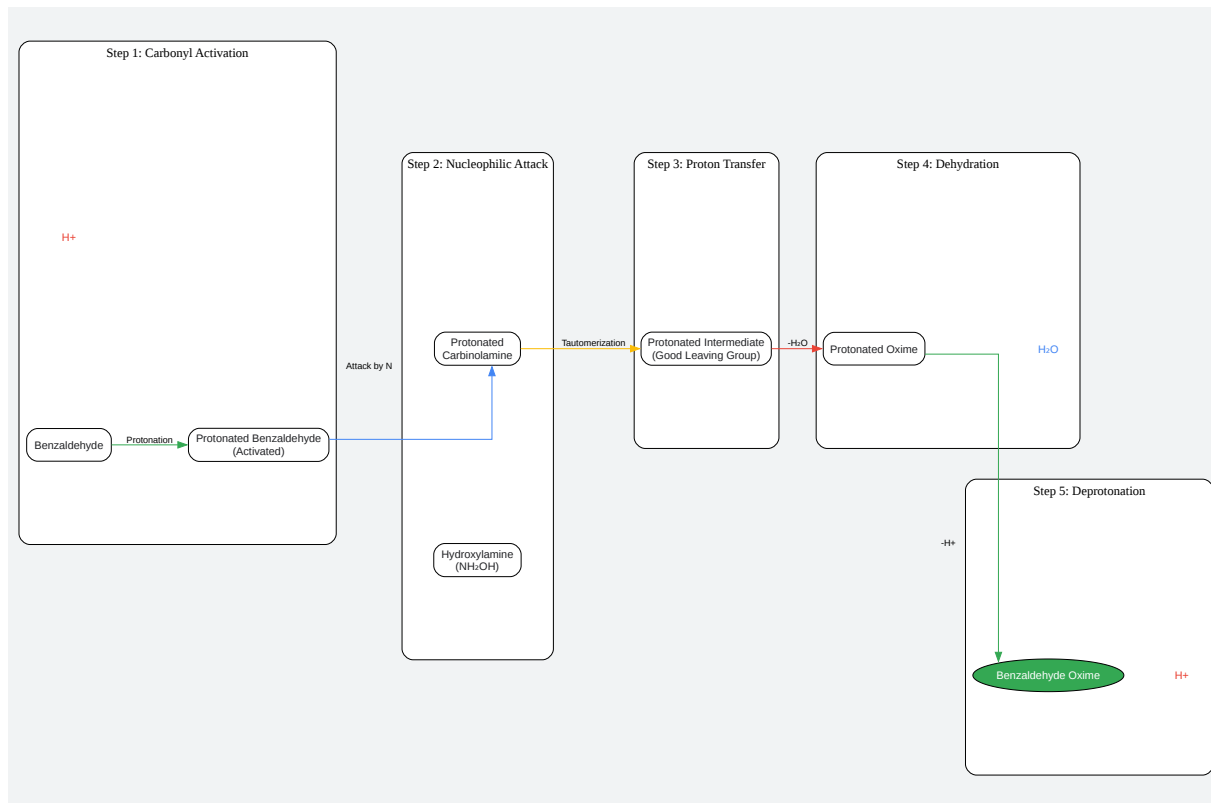 Step 1: Carbonyl Activation
H+
Benzaldehyde
Protonation
Protonated Benzaldehyde
(Activated)
Attack by N
Step 2: Nucleophilic Attack
Protonated
Carbinolamine
Hydroxylamine
(NH₂OH)
Tautomerization
Step 3: Proton Transfer
Protonated Intermediate
(Good Leaving Group)
-H₂O
Step 4: Dehydration
Protonated Oxime
H₂O
-H+
Step 5: Deprotonation
Benzaldehyde Oxime
H+